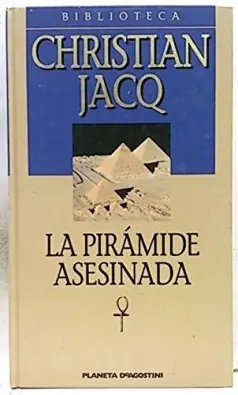 BIBLIOTECA
CHRISTIAN
JACQ
LA PIRÁMIDE
ASESINADA
PLANETA DEAGOSTINI